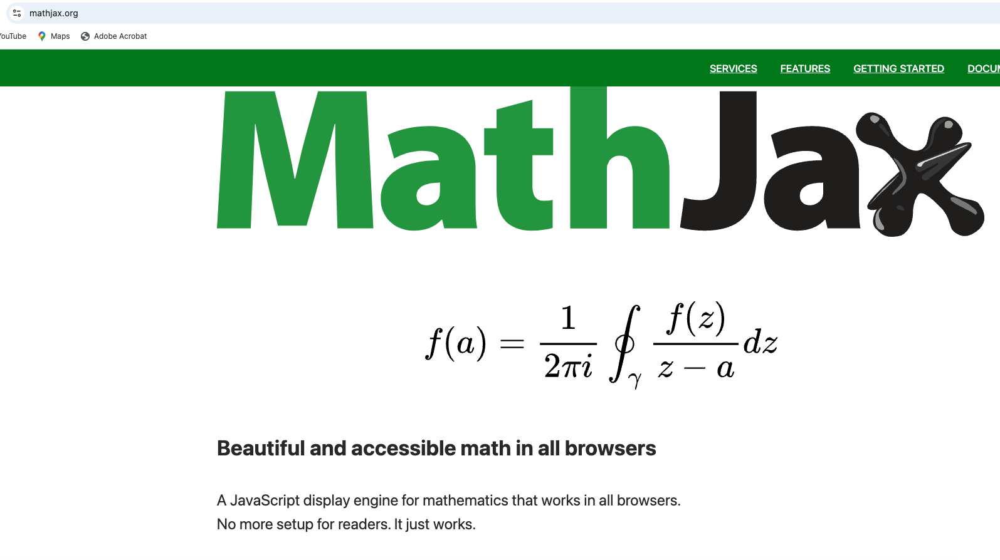 mathjax.org
YouTube Maps Adobe Acrobat
SERVICES FEATURES GETTING STARTED
MathJax
f(a) = \frac{1}{2\pi i} \oint_{\gamma} \frac{f(z)}{z - a} dz
Beautiful and accessible math in all browsers
A JavaScript display engine for mathematics that works in all browsers.
No more setup for readers. It just works.